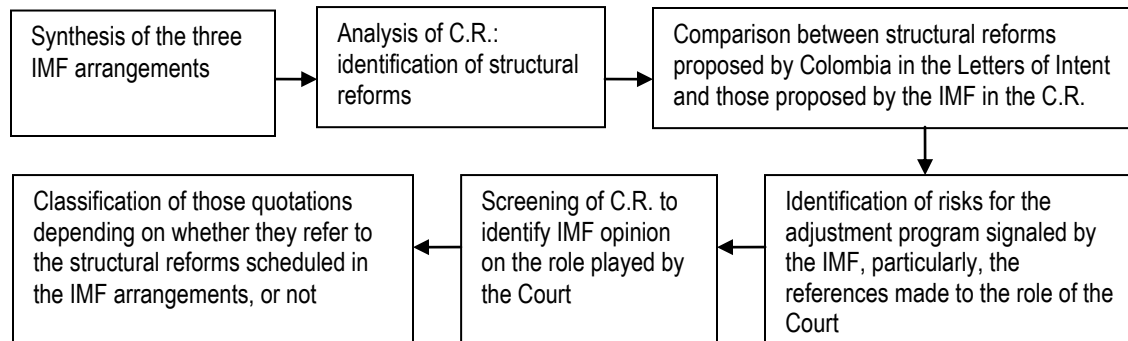 Synthesis of the three
IMF arrangements
Analysis of C.R.:
identification of structural
reforms
Comparison between structural reforms
proposed by Colombia in the Letters of Intent
and those proposed by the IMF in the C.R.
Identification of risks for the
adjustment program signaled by
the IMF, particularly, the
references made to the role of the
Court
Screening of C.R. to
identify IMF opinion
on the role played by
the Court
Classification of those quotations
depending on whether they refer to
the structural reforms scheduled in
the IMF arrangements, or not